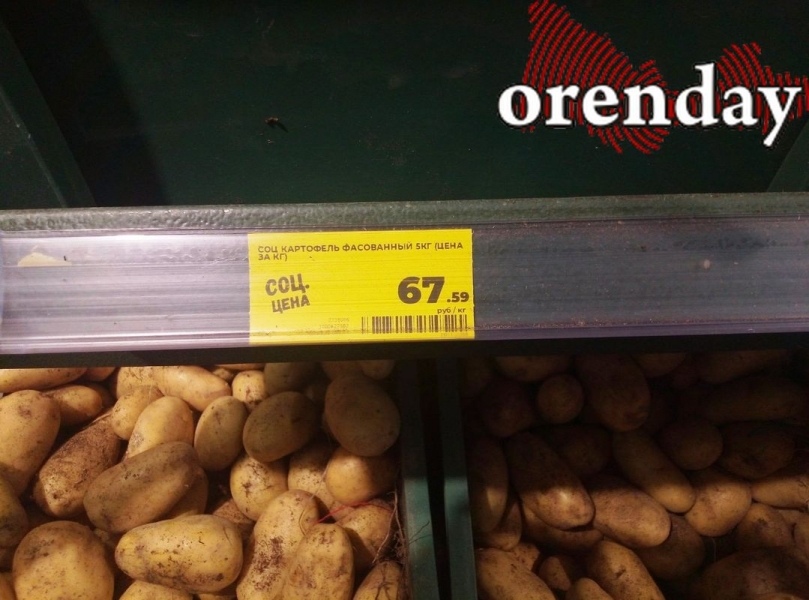 orenday
СОЦ КАРТОФЕЛЬ ФАСОВАННЫЙ 5КГ (ЦЕНА
ЗА КГ)
СОЦ.
ЦЕНА
67.59
руб / кг